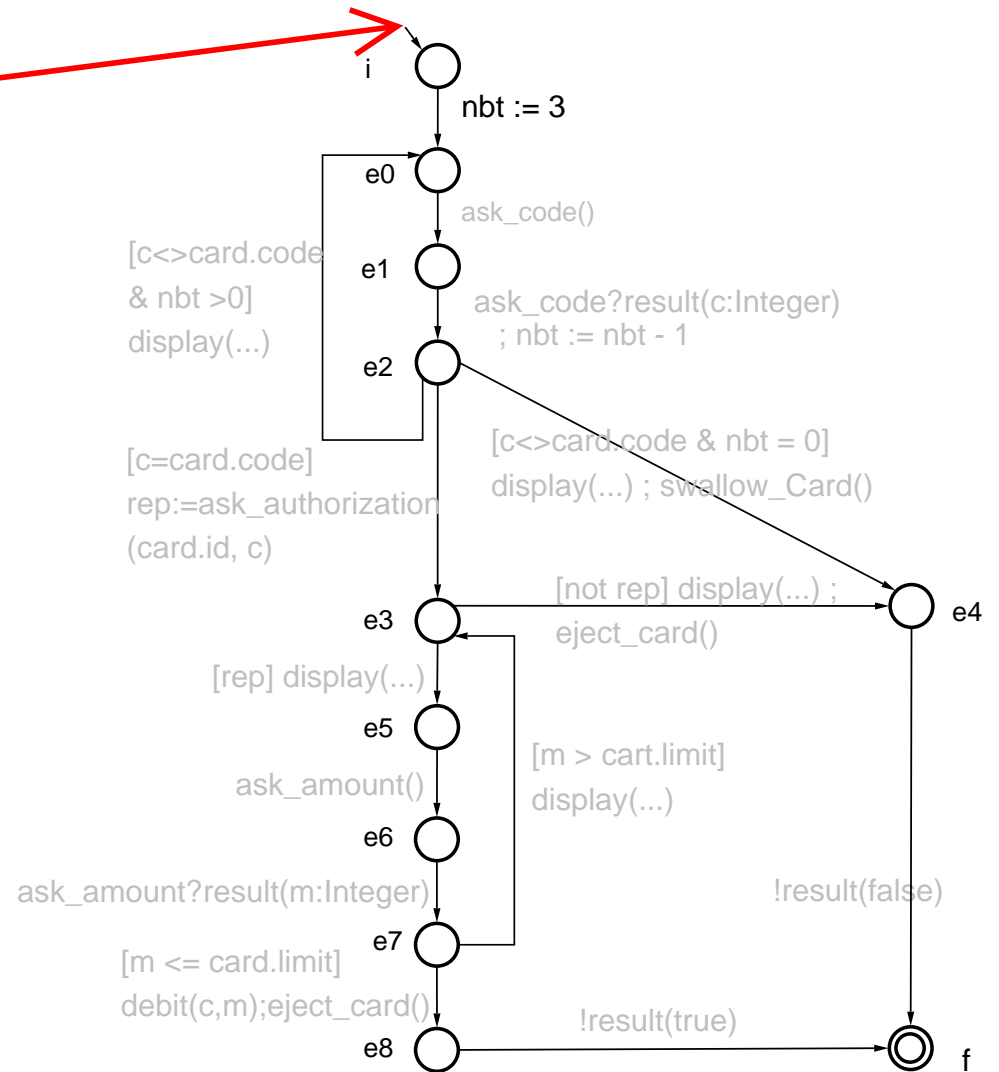 i
nbt := 3
e0
ask_code()
[c<>card.code
& nbt >0]
display(...)
e1
ask_code?result(c:Integer)
; nbt := nbt - 1
e2
[c<>card.code & nbt = 0]
display(...) ; swallow_Card()
[c=card.code]
rep:=ask_authorization
(card.id, c)
[not rep] display(...) ;
eject_card()
e3
e4
[rep] display(...)
e5
[m > cart.limit]
display(...)
ask_amount()
e6
ask_amount?result(m:Integer)
!result(false)
e7
[m <= card.limit]
debit(c,m);eject_card()
!result(true)
e8
f